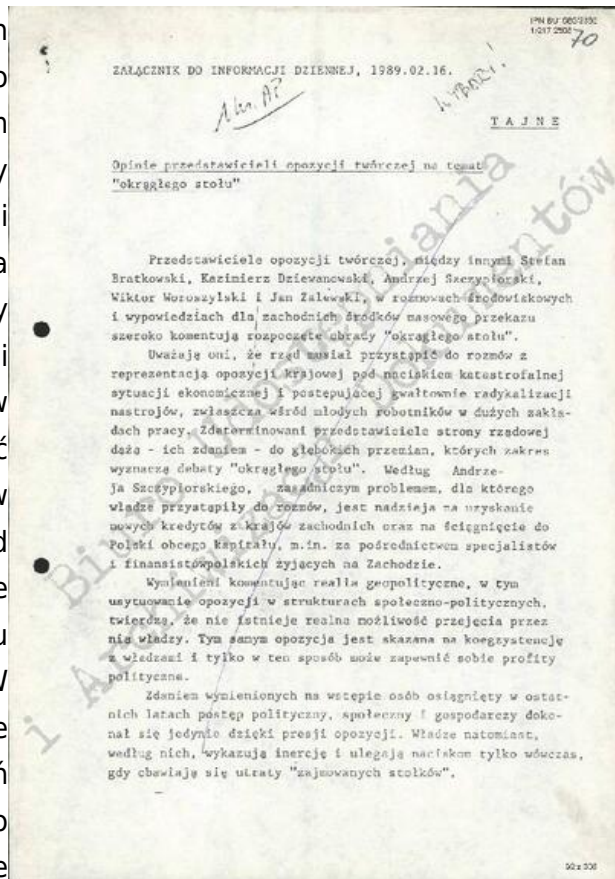 IPN BU
70
ZAŁĄCZNIK DO INFORMACJI DZIENNEJ, 1989.02.16.
TAJNE
Opinie przedstawicieli opozycji twórczej na temat
"okrągłego stołu"
Przedstawiciele opozycji twórczej, między innymi Stefan
Bratkowski, Kazimierz Dziewanowski, Andrzej Szczypiorski,
Wiktor Woroszylski i Jan Zalewski, w rozmowach środowiskowych
i wypowiedziach dla zachodnich środków masowego przekazu
szeroko komentują rozpoczęte obrady "okrągłego stołu".
Uważają oni, że rząd musiał przystąpić do rozmów z
reprezentacją opozycji krajowej pod naciskiem katastrofalnej
sytuacji ekonomicznej i postępującej gwałtownie radykalizacji
nastrojów, zwłaszcza wśród młodych robotników w dużych zakła-
dach pracy. Zdeterminowani przedstawiciele strony rządowej
dążą - ich zdaniem - do głębokich przemian, których zakres
wyznaczą debaty "okrągłego stołu". Według Andrze-
ja Szczypiorskiego, zasadniczym problemem, dla którego
władze przystąpiły do rozmów, jest nadzieja na uzyskanie
nowych kredytów z krajów zachodnich oraz na ściągnięcie do
Polski obcego kapitału, m.in. za pośrednictwem specjalistów
i finansistówpolskich żyjących na Zachodzie.
Wymienieni komentując realia geopolityczne, w tym
usytuowanie opozycji w strukturach społeczno-politycznych,
twierdzą, że nie istnieje realna możliwość przejęcia przez
nią władzy. Tym samym opozycja jest skazana na koegzystencję
z władzami i tylko w ten sposób może zapewnić sobie profity
polityczne.
Zdaniem wymienionych na wstępie osób osiągnięty w ostat-
nich latach postęp polityczny, społeczny i gospodarczy doko-
nał się jedynie dzięki presji opozycji. Władze natomiast,
według nich, wykazują inercję i ulegają naciskom tylko wówczas,
gdy obawiają się utraty "zajmowanych stołków".
Biuro Udostępniania
i Archiwizacji Dokumentów